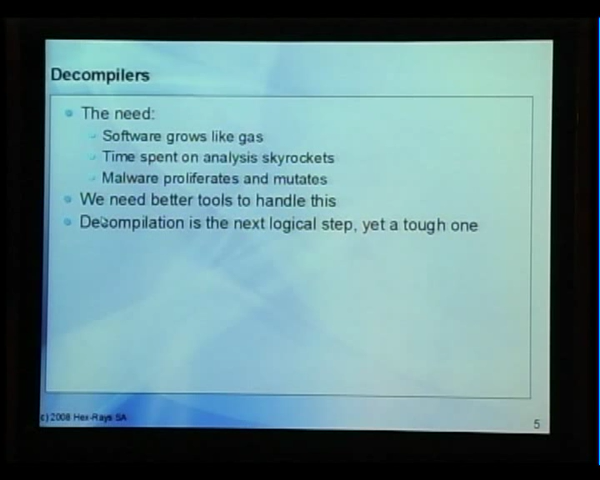 Decompilers
The need:
Software grows like gas
Time spent on analysis skyrockets
Malware proliferates and mutates
We need better tools to handle this
Decompilation is the next logical step, yet a tough one
c) 2008 Hex-Rays SA
5